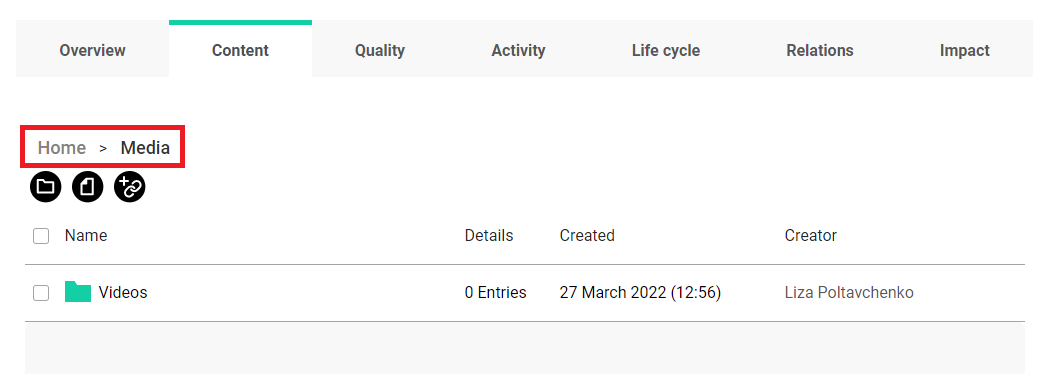 Overview Content Quality Activity Life cycle Relations Impact
Home > Media
Name Details Created Creator
Videos 0 Entries 27 March 2022 (12:56) Liza Poltavchenko